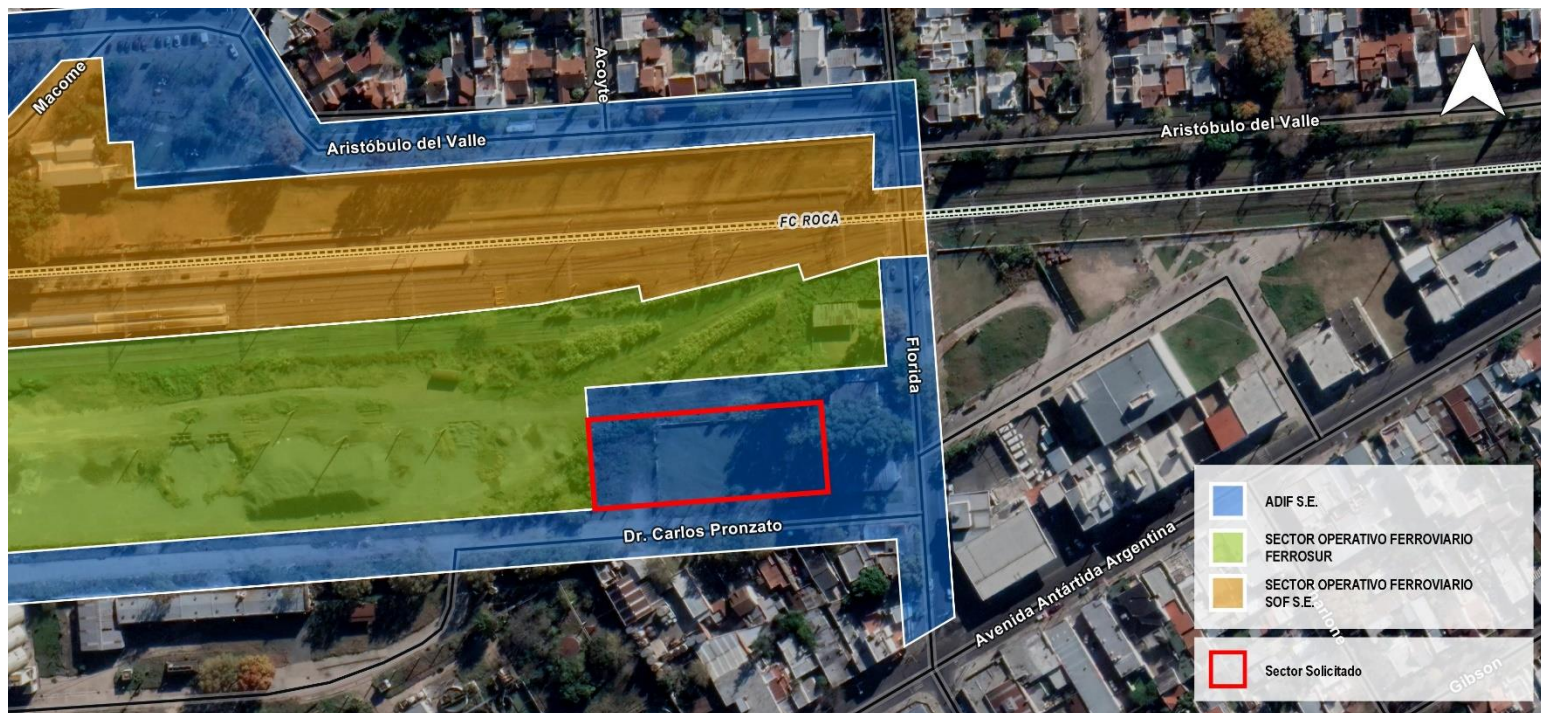 Macome
Acoyte
Aristóbulo del Valle
Aristóbulo del Valle
FC ROCA
Florida
Dr. Carlos Pronzato
Avenida Antártida Argentina
ADIF S.E.
SECTOR OPERATIVO FERROVIARIO
FERROSUR
SECTOR OPERATIVO FERROVIARIO
SOF S.E.
Sector Solicitado
Gibson